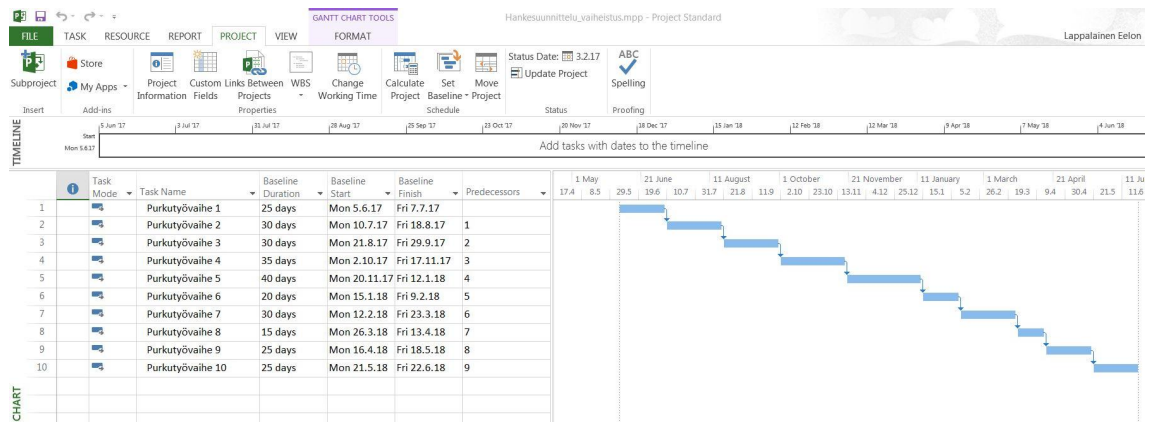 GANTT CHART TOOLS
Hankesuunnittelu_vaiheistus.mpp - Project Standard
FILE TASK RESOURCE REPORT PROJECT VIEW FORMAT Lappalainen Eelon
Subproject
Store
My Apps
Project Information
Custom Fields
Links Between Projects
WBS
Change Working Time
Calculate Project
Set Baseline
Move Project
Status Date: 3.2.17
Update Project
ABC
Spelling
Insert Add-ins Properties Schedule Status Proofing
TIMELINE
Start
Mon 5.6.17
5 Jun '17 3 Jul '17 31 Jul '17 28 Aug '17 25 Sep '17 23 Oct '17 20 Nov '17 18 Dec '17 15 Jan '18 12 Feb '18 12 Mar '18 9 Apr '18 7 May '18 4 Jun '18
Add tasks with dates to the timeline
Task Mode Task Name Baseline Duration Baseline Start Baseline Finish Predecessors
1 May 21 June 11 August 1 October 21 November 11 January 1 March 21 April 11 Ju
17.4 8.5 29.5 19.6 10.7 31.7 21.8 11.9 2.10 23.10 13.11 4.12 25.12 15.1 5.2 26.2 19.3 9.4 30.4 21.5 11.6
1 Purkutyövaihe 1 25 days Mon 5.6.17 Fri 7.7.17
2 Purkutyövaihe 2 30 days Mon 10.7.17 Fri 18.8.17 1
3 Purkutyövaihe 3 30 days Mon 21.8.17 Fri 29.9.17 2
4 Purkutyövaihe 4 35 days Mon 2.10.17 Fri 17.11.17 3
5 Purkutyövaihe 5 40 days Mon 20.11.17 Fri 12.1.18 4
6 Purkutyövaihe 6 20 days Mon 15.1.18 Fri 9.2.18 5
7 Purkutyövaihe 7 30 days Mon 12.2.18 Fri 23.3.18 6
8 Purkutyövaihe 8 15 days Mon 26.3.18 Fri 13.4.18 7
9 Purkutyövaihe 9 25 days Mon 16.4.18 Fri 18.5.18 8
10 Purkutyövaihe 10 25 days Mon 21.5.18 Fri 22.6.18 9
CHART